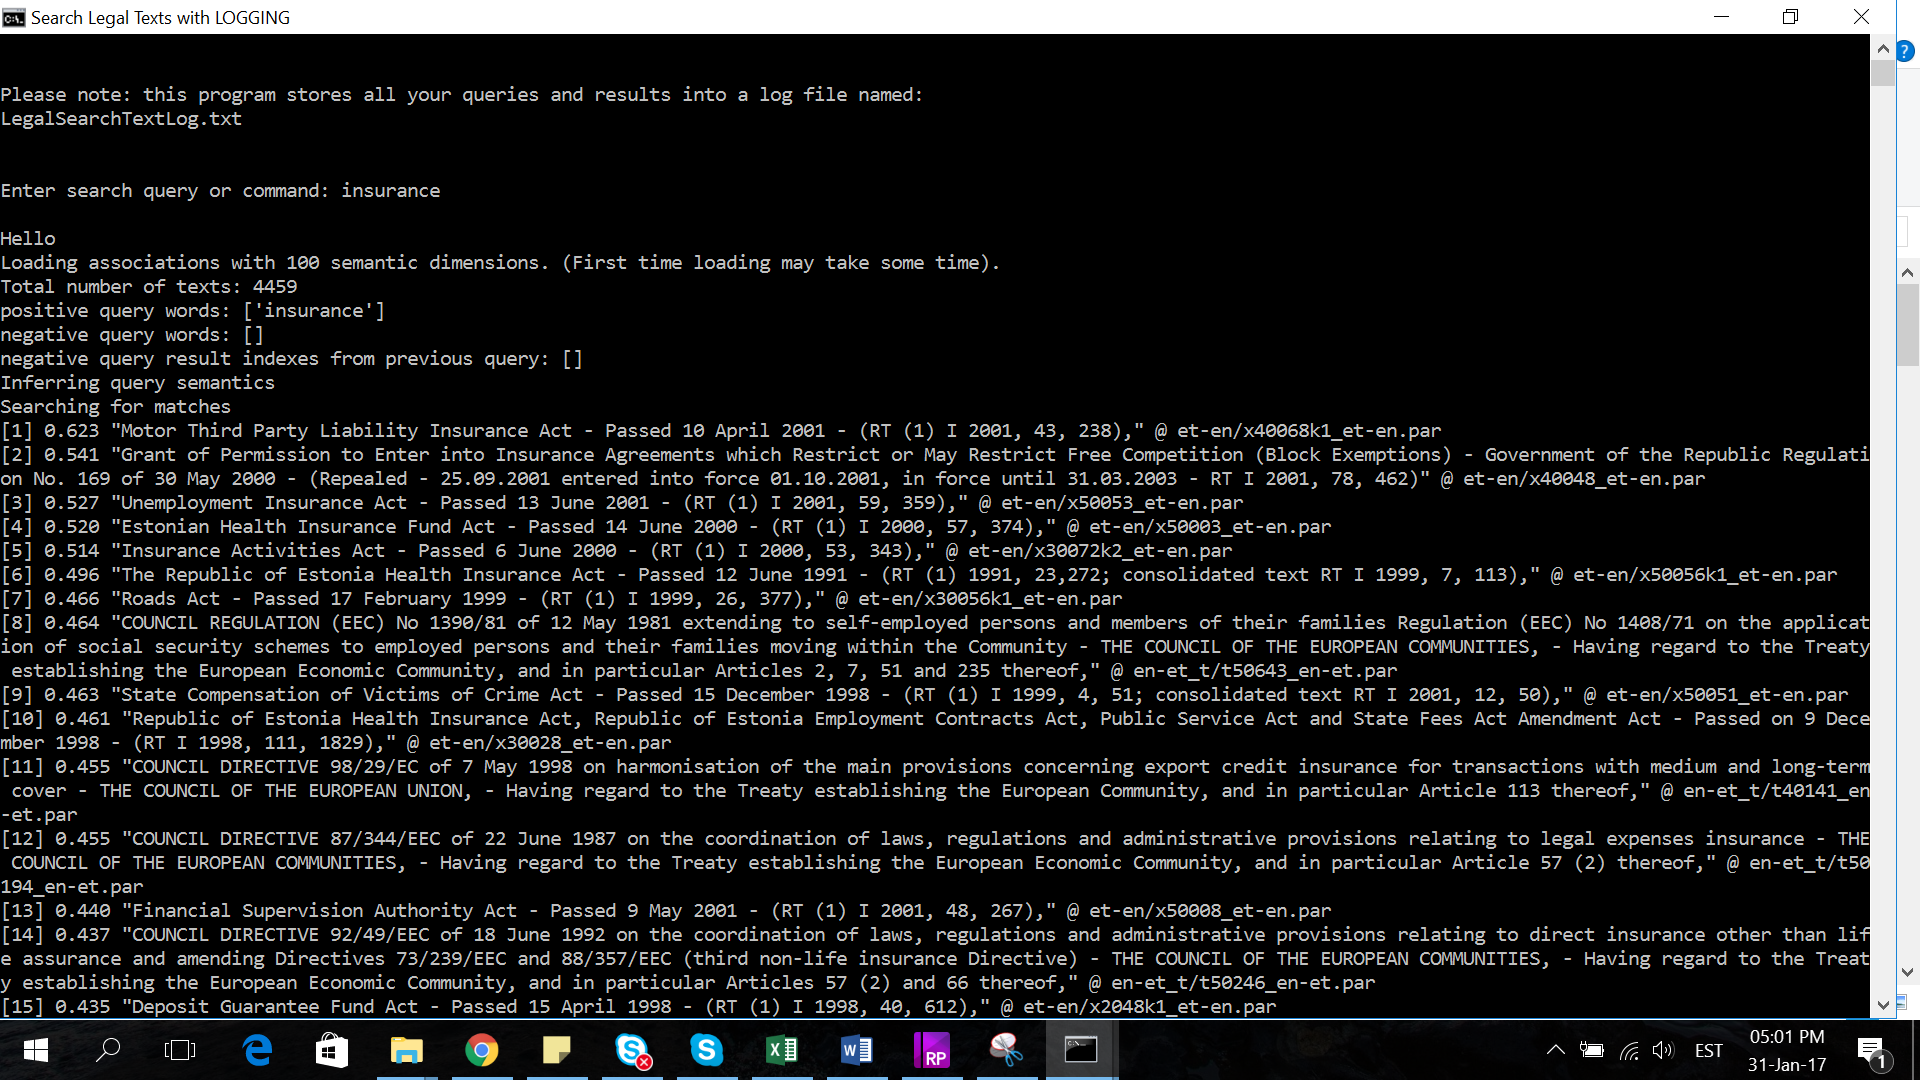 Search Legal Texts with LOGGING
Please note: this program stores all your queries and results into a log file named:
LegalSearchTextLog.txt
Enter search query or command: insurance
Hello
Loading associations with 100 semantic dimensions. (First time loading may take some time).
Total number of texts: 4459
positive query words: ['insurance']
negative query words: []
negative query result indexes from previous query: []
Inferring query semantics
Searching for matches
[1] 0.623 "Motor Third Party Liability Insurance Act - Passed 10 April 2001 - (RT (1) I 2001, 43, 238)," @ et-en/x40068k1_et-en.par
[2] 0.541 "Grant of Permission to Enter into Insurance Agreements which Restrict or May Restrict Free Competition (Block Exemptions) - Government of the Republic Regulati
on No. 169 of 30 May 2000 - (Repealed - 25.09.2001 entered into force 01.10.2001, in force until 31.03.2003 - RT I 2001, 78, 462)" @ et-en/x40048_et-en.par
[3] 0.527 "Unemployment Insurance Act - Passed 13 June 2001 - (RT (1) I 2001, 59, 359)," @ et-en/x50053_et-en.par
[4] 0.520 "Estonian Health Insurance Fund Act - Passed 14 June 2000 - (RT (1) I 2000, 57, 374)," @ et-en/x50003_et-en.par
[5] 0.514 "Insurance Activities Act - Passed 6 June 2000 - (RT (1) I 2000, 53, 343)," @ et-en/x30072k2_et-en.par
[6] 0.496 "The Republic of Estonia Health Insurance Act - Passed 12 June 1991 - (RT (1) 1991, 23,272; consolidated text RT I 1999, 7, 113)," @ et-en/x50056k1_et-en.par
[7] 0.466 "Roads Act - Passed 17 February 1999 - (RT (1) I 1999, 26, 377)," @ et-en/x30056k1_et-en.par
[8] 0.464 "COUNCIL REGULATION (EEC) No 1390/81 of 12 May 1981 extending to self-employed persons and members of their families Regulation (EEC) No 1408/71 on the applicat
ion of social security schemes to employed persons and their families moving within the Community - THE COUNCIL OF THE EUROPEAN COMMUNITIES, - Having regard to the Treaty
establishing the European Economic Community, and in particular Articles 2, 7, 51 and 235 thereof," @ en-et_t/t50643_en-et.par
[9] 0.463 "State Compensation of Victims of Crime Act - Passed 15 December 1998 - (RT (1) I 1999, 4, 51; consolidated text RT I 2001, 12, 50)," @ et-en/x50051_et-en.par
[10] 0.461 "Republic of Estonia Health Insurance Act, Republic of Estonia Employment Contracts Act, Public Service Act and State Fees Act Amendment Act - Passed on 9 Dece
mber 1998 - (RT I 1998, 111, 1829)," @ et-en/x30028_et-en.par
[11] 0.455 "COUNCIL DIRECTIVE 98/29/EC of 7 May 1998 on harmonisation of the main provisions concerning export credit insurance for transactions with medium and long-term
cover - THE COUNCIL OF THE EUROPEAN UNION, - Having regard to the Treaty establishing the European Community, and in particular Article 113 thereof," @ en-et_t/t40141_en
-et.par
[12] 0.455 "COUNCIL DIRECTIVE 87/344/EEC of 22 June 1987 on the coordination of laws, regulations and administrative provisions relating to legal expenses insurance - THE
COUNCIL OF THE EUROPEAN COMMUNITIES, - Having regard to the Treaty establishing the European Economic Community, and in particular Article 57 (2) thereof," @ en-et_t/t50
194_en-et.par
[13] 0.440 "Financial Supervision Authority Act - Passed 9 May 2001 - (RT (1) I 2001, 48, 267)," @ et-en/x50008_et-en.par
[14] 0.437 "COUNCIL DIRECTIVE 92/49/EEC of 18 June 1992 on the coordination of laws, regulations and administrative provisions relating to direct insurance other than lif
e assurance and amending Directives 73/239/EEC and 88/357/EEC (third non-life insurance Directive) - THE COUNCIL OF THE EUROPEAN COMMUNITIES, - Having regard to the Treat
y establishing the European Economic Community, and in particular Articles 57 (2) and 66 thereof," @ en-et_t/t50246_en-et.par
[15] 0.435 "Deposit Guarantee Fund Act - Passed 15 April 1998 - (RT (1) I 1998, 40, 612)," @ et-en/x2048k1_et-en.par
RP
EST
05:01 PM
31-Jan-17
1